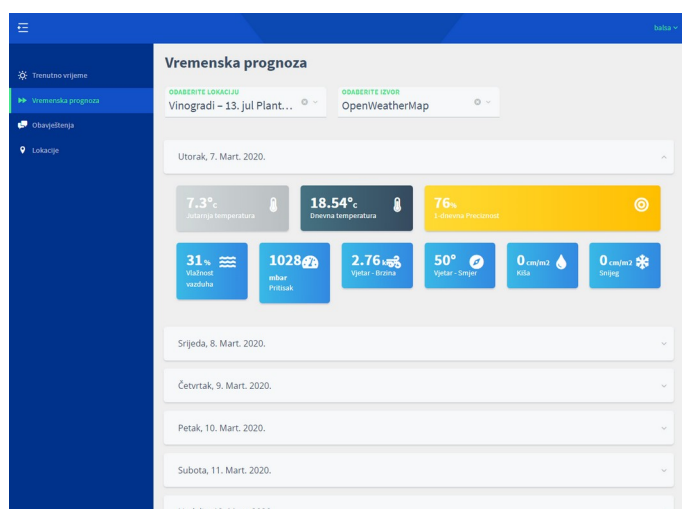 balsa
Trenutno vrijeme
Vremenska prognoza
Obavještenja
Lokacije
Vremenska prognoza
ODABERITE LOKACIJU
Vinogradi – 13. jul Plant...
ODABERITE IZVOR
OpenWeatherMap
Utorak, 7. Mart. 2020.
7.3°c
Jutarnja temperatura
18.54°c
Dnevna temperatura
76%
5-dnevna Preciznost
31 %
Vlažnost
vazduha
1028
mbar
Pritisak
2.76
Vjetar - Brzina
50°
Vjetar - Smjer
0 cm/m2
Kiša
0 cm/m2
Snijeg
Srijeda, 8. Mart. 2020.
Četvrtak, 9. Mart. 2020.
Petak, 10. Mart. 2020.
Subota, 11. Mart. 2020.